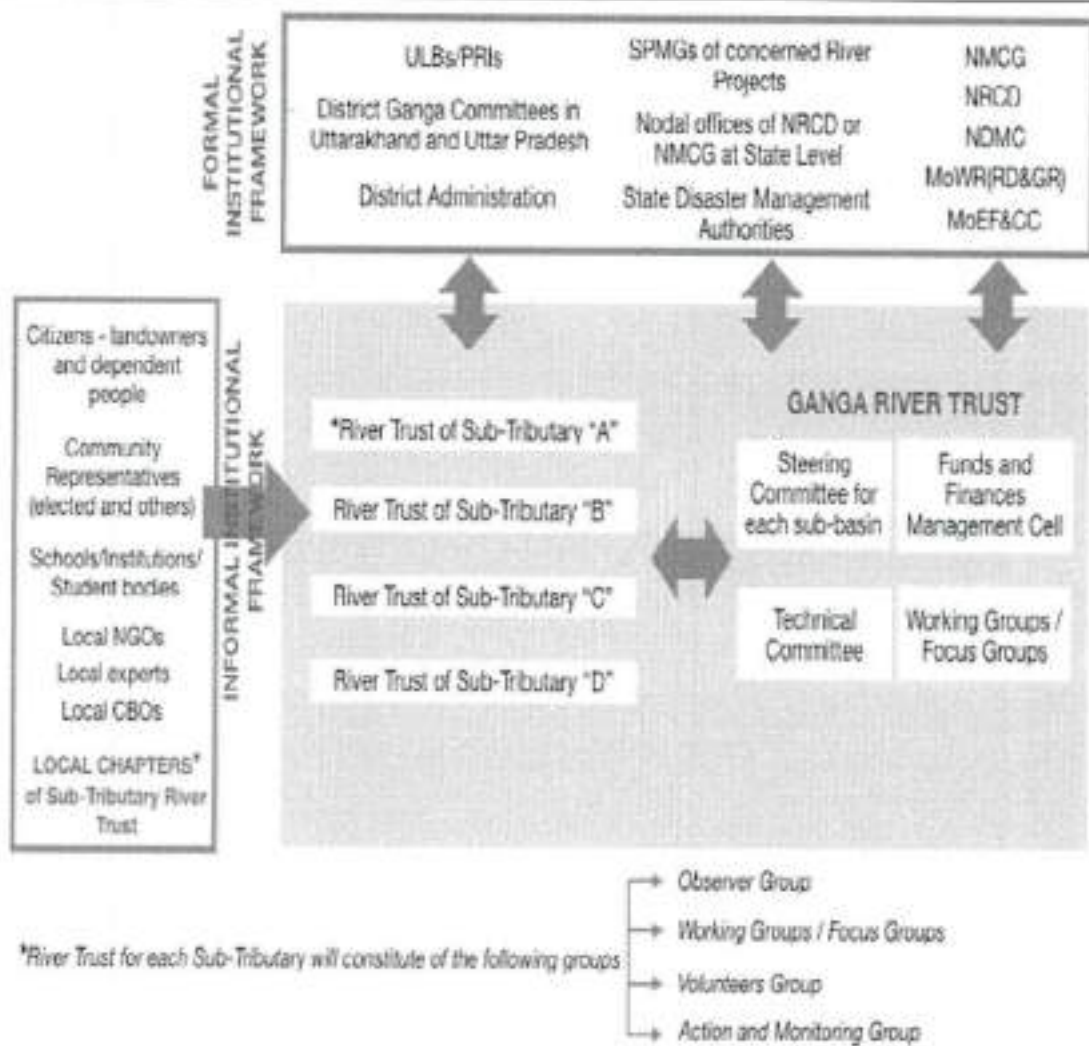 FORMAL
INSTITUTIONAL
FRAMEWORK
ULBs/PRIs
District Ganga Committees in
Uttarakhand and Uttar Pradesh
District Administration
SPMGs of concerned River
Projects
Nodal offices of NRCD or
NMCG at State Level
State Disaster Management
Authorities
NMCG
NRCD
NDMC
MoWR(RD&GR)
MoEF&CC
Citizens - landowners
and dependent
people
Community
Representatives
(elected and others)
Schools/Institutions/
Student bodies
Local NGOs
Local experts
Local CBOs
LOCAL CHAPTERS*
of Sub-Tributary River
Trust
INFORMAL INSTITUTIONAL
FRAMEWORK
*River Trust of Sub-Tributary "A"
River Trust of Sub-Tributary "B"
River Trust of Sub-Tributary "C"
River Trust of Sub-Tributary "D"
GANGA RIVER TRUST
Steering
Committee for
each sub-basin
Funds and
Finances
Management Cell
Technical
Committee
Working Groups /
Focus Groups
*River Trust for each Sub-Tributary will constitute of the following groups
Observer Group
Working Groups / Focus Groups
Volunteers Group
Action and Monitoring Group